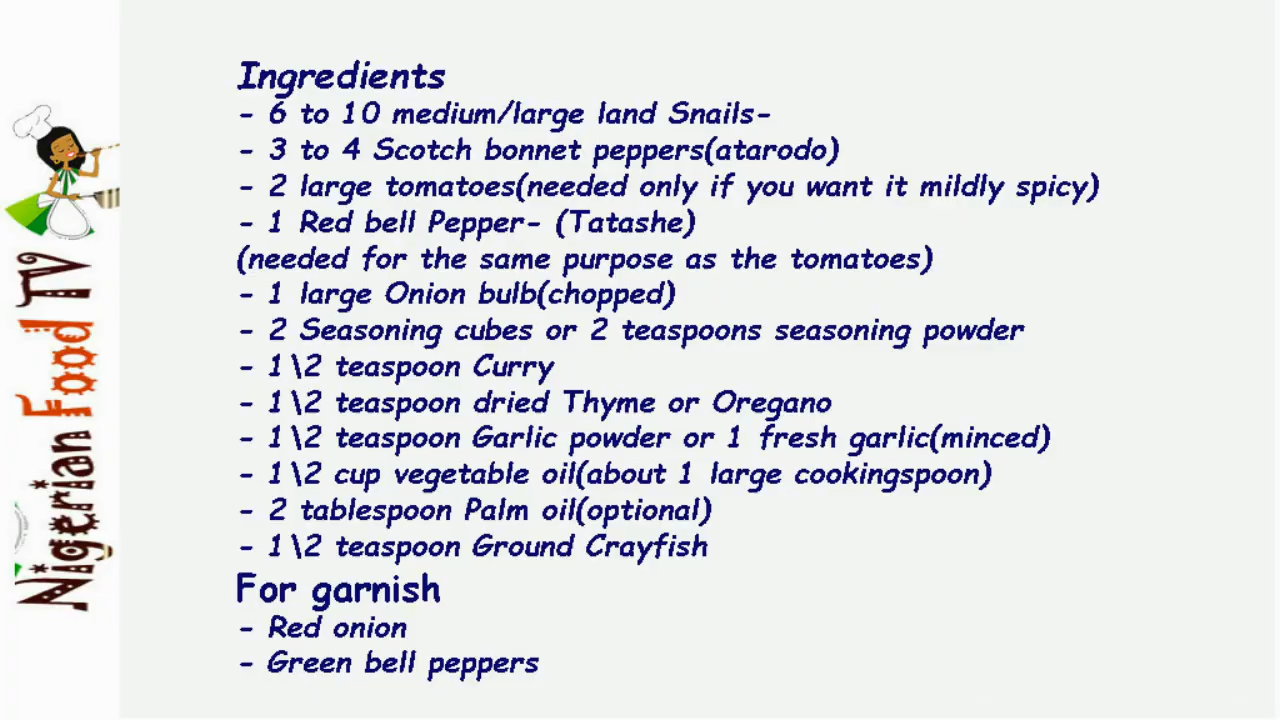 Ingredients
- 6 to 10 medium/large land Snails-
- 3 to 4 Scotch bonnet peppers(atarodo)
- 2 large tomatoes(needed only if you want it mildly spicy)
- 1 Red bell Pepper- (Tatashe)
(needed for the same purpose as the tomatoes)
- 1 large Onion bulb(chopped)
- 2 Seasoning cubes or 2 teaspoons seasoning powder
- 1\2 teaspoon Curry
- 1\2 teaspoon dried Thyme or Oregano
- 1\2 teaspoon Garlic powder or 1 fresh garlic(minced)
- 1\2 cup vegetable oil(about 1 large cookingspoon)
- 2 tablespoon Palm oil(optional)
- 1\2 teaspoon Ground Crayfish
For garnish
- Red onion
- Green bell peppers
Nigerian Food TV